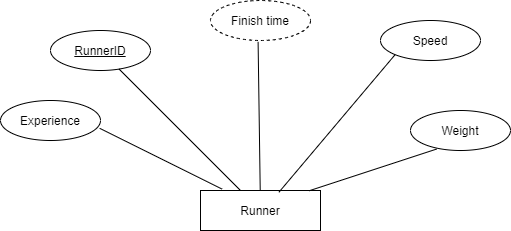 Finish time
RunnerID
Speed
Experience
Weight
Runner